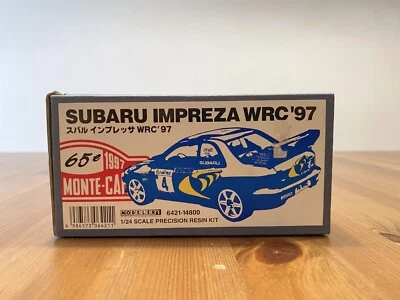 SUBARU IMPREZA WRC'97
スバル インプレッサ WRC'97
65e
1997
MONTE-CA
SUBARU
4
MODELER'S 6421-14800
1/24 SCALE PRECISION RESIN KIT